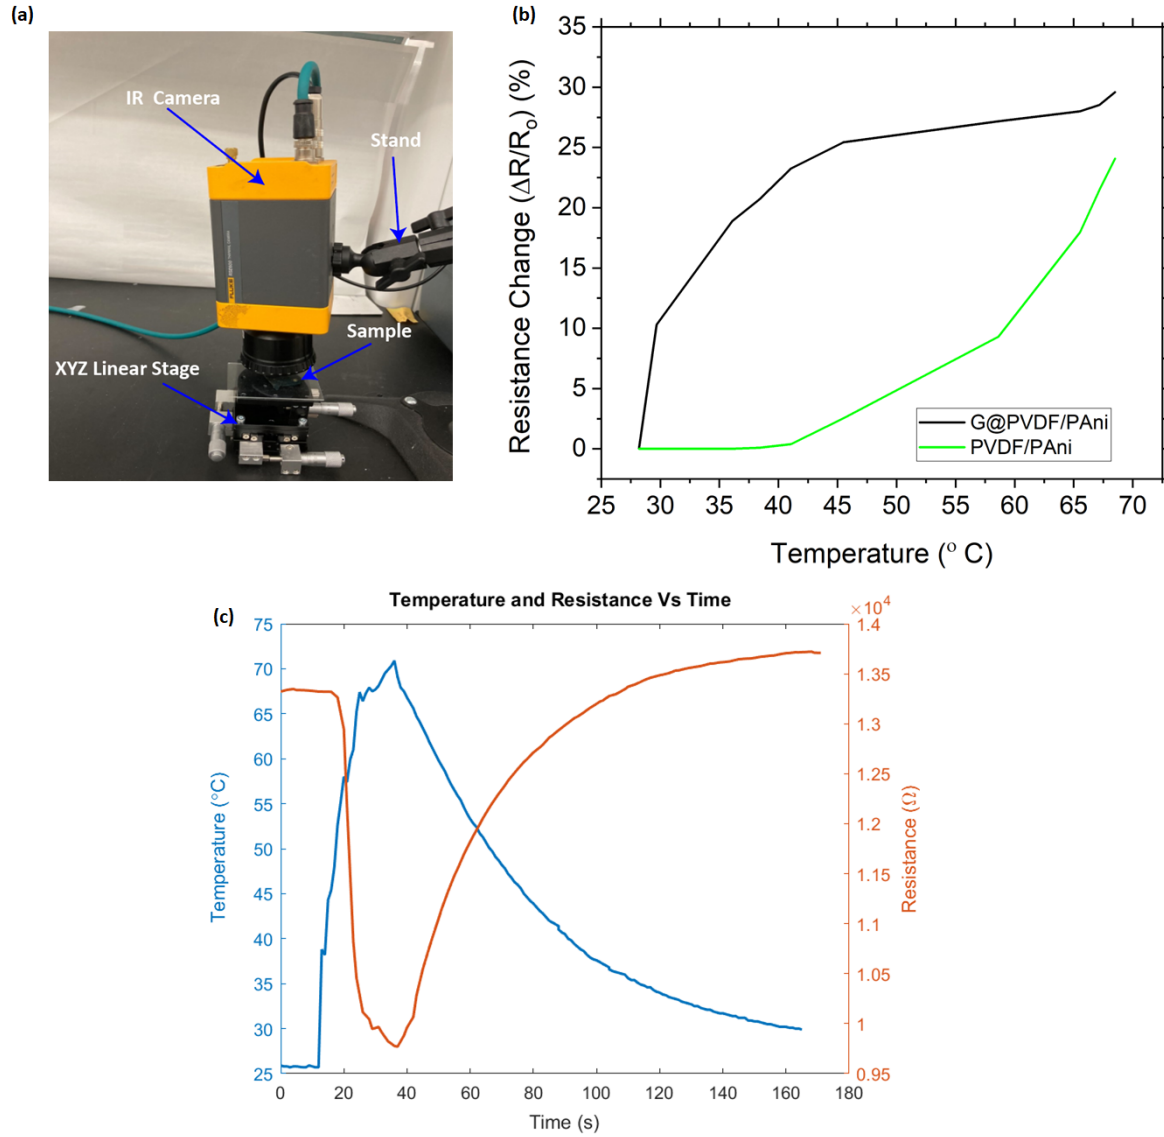 (a)
IR Camera
Stand
Sample
XYZ Linear Stage
FLUKE
(b)
Resistance Change (ΔR/Rₒ) (%)
35
30
25
20
15
10
5
0
G@PVDF/PAni
PVDF/PAni
25 30 35 40 45 50 55 60 65 70
Temperature (° C)
(c)
Temperature and Resistance Vs Time
×10⁴
Temperature (°C)
75
70
65
60
55
50
45
40
35
30
25
1.4
1.35
1.3
1.25
1.2
1.15
1.1
1.05
1
0.95
Resistance (Ω)
0 20 40 60 80 100 120 140 160 180
Time (s)